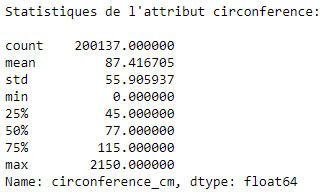 Statistiques de l'attribut circonference:
count 200137.000000
mean 87.416705
std 55.905937
min 0.000000
25% 45.000000
50% 77.000000
75% 115.000000
max 2150.000000
Name: circonference_cm, dtype: float64